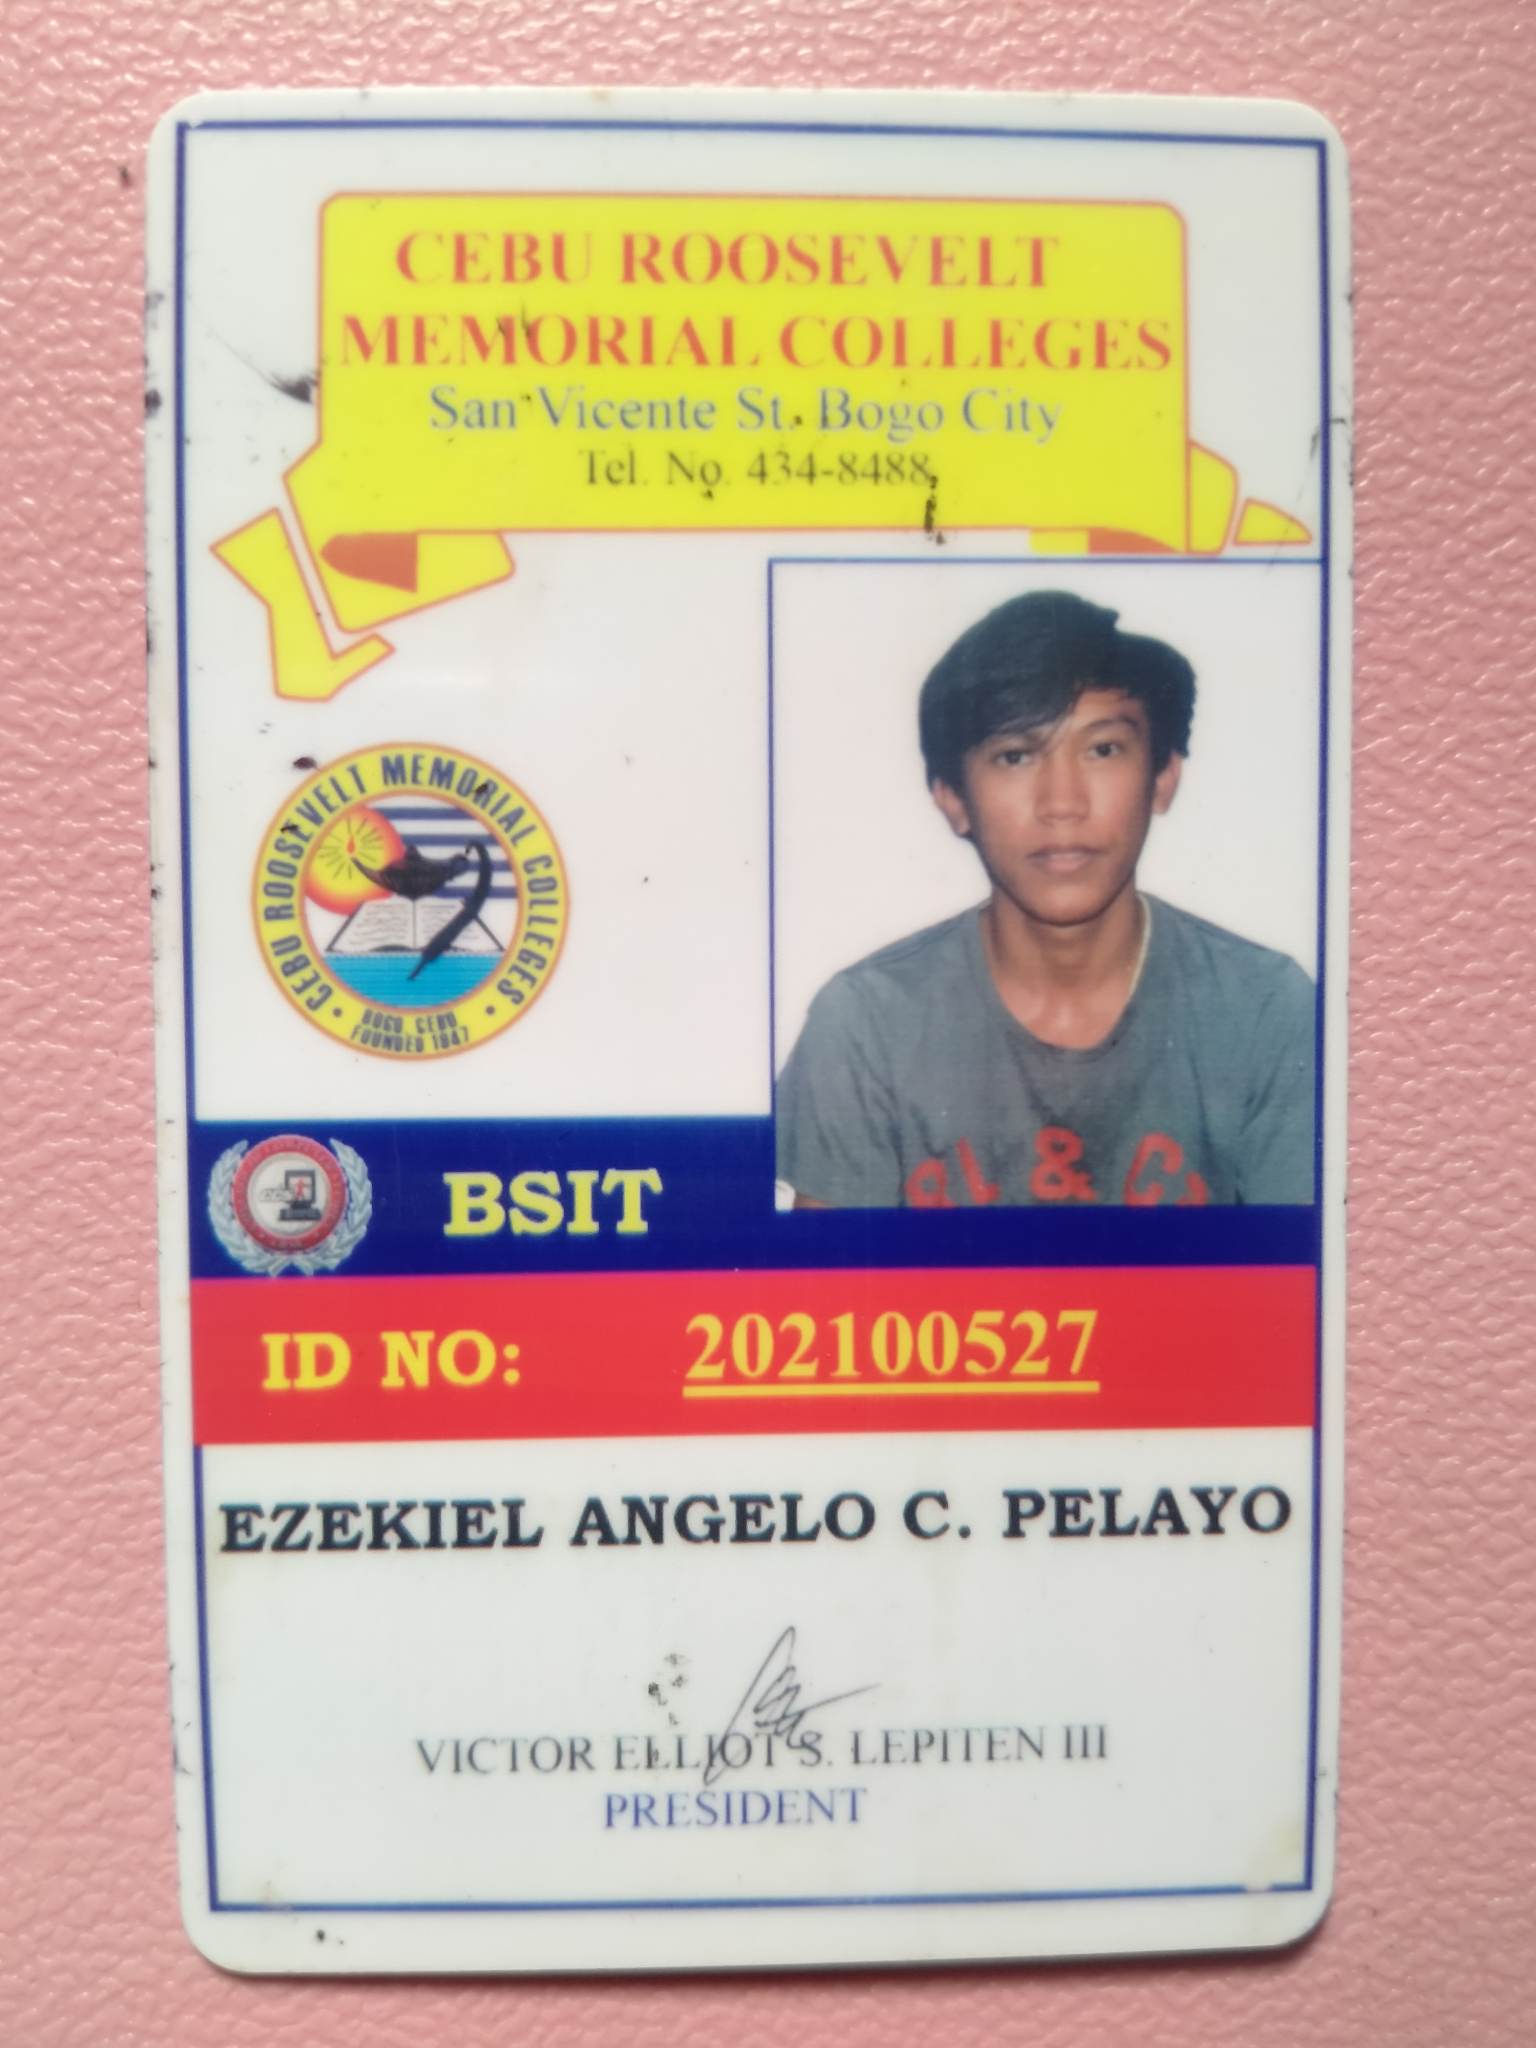 CEBU ROOSEVELT
MEMORIAL COLLEGES
San Vicente St. Bogo City
Tel. No. 434-8488
CEBU ROOSEVELT MEMORIAL COLLEGES
BOGO, CEBU
FOUNDED 1947
BSIT
ID NO: 202100527
EZEKIEL ANGELO C. PELAYO
VICTOR ELLIOT S. LEPITEN III
PRESIDENT